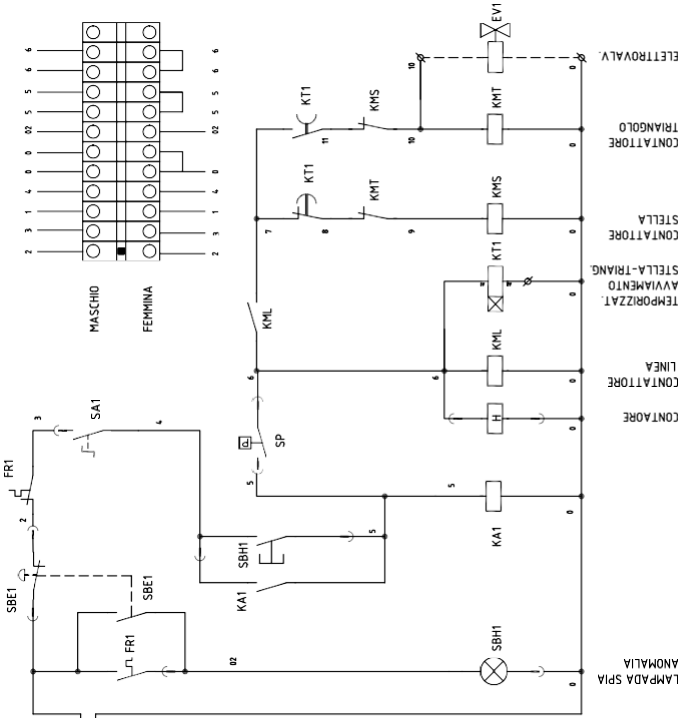 6 6 5 5 02 0 0 4 1 3 2
MASCHIO
FEMMINA
6 6 5 5 02 0 4 1 3 2
EV1
10
0
ELETTROVALV.
KT1
KMS
11
10
KMT
0
CONTATTORE
TRIANGOLO
KT1
KMT
7
8
9
KMS
0
CONTATTORE
STELLA
KT1
0
TEMPORIZZAT.
AVVIAMENTO
STELLA-TRIANG.
KML
6
6
KML
0
CONTATTORE
LINEA
H
0
CONTAORE
3
SA1
4
P
SP
5
5
KA1
0
FR1
2
SBH1
5
KA1
SBE1
SBE1
FR1
02
SBH1
0
LAMPADA SPIA
ANOMALIA